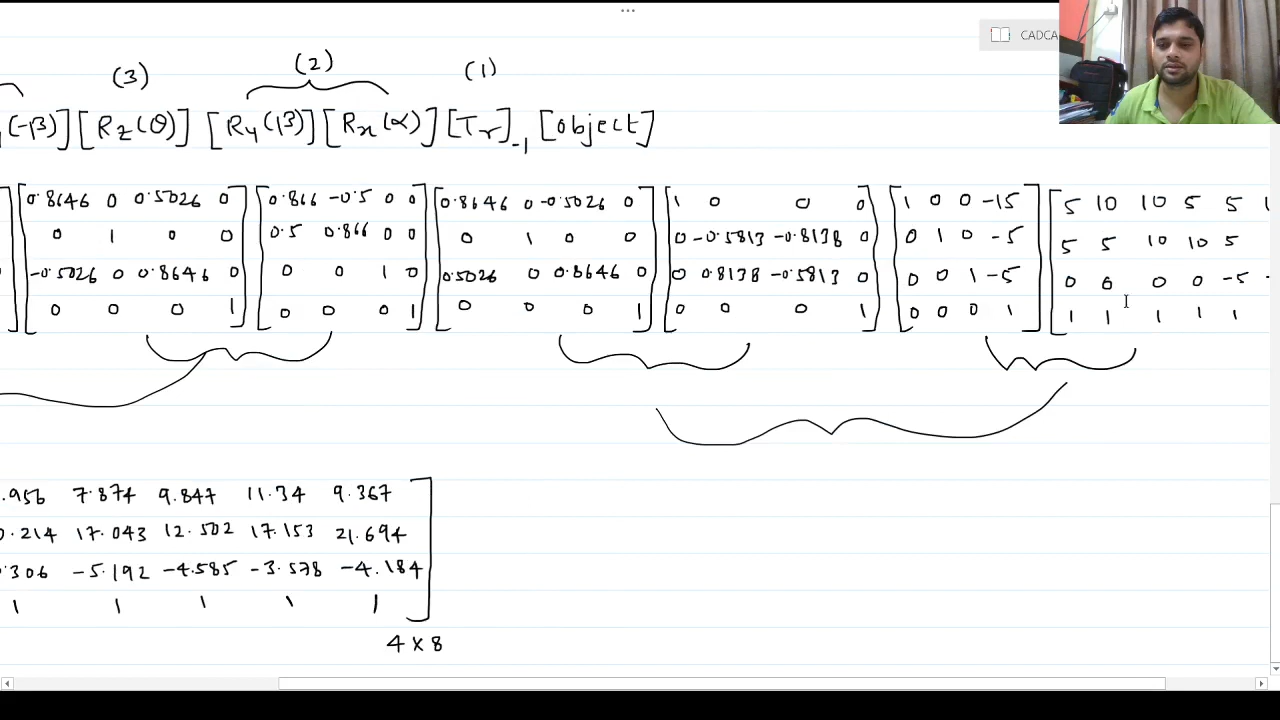 CADCA
(3) (2) (1)
(-β)] [Rz(θ)] [Ry(β)] [Rx(α)] [Tr]-1 [object]
0.8646 0 0.5026 0 0.866 -0.5 0 0 0.8646 0 -0.5026 0 1 0 0 0 1 0 0 -15 5 10 10 5 5 1
0 1 0 0 0.5 0.866 0 0 0 1 0 0 0 -0.5813 -0.8138 0 0 1 0 -5 5 5 10 10 5
0 -0.5026 0 0.8646 0 0 0 1 0 0.5026 0 0.8646 0 0 0.8138 -0.5813 0 0 0 1 -5 0 0 0 0 -5 -
0 0 0 1 0 0 0 1 0 0 0 1 0 0 0 1 0 0 0 1 1 1 1 1 1
.956 7.874 9.847 11.34 9.367
0.214 17.043 12.502 17.153 21.694
.306 -5.192 -4.585 -3.578 -4.184
1 1 1 1 1
4 x 8